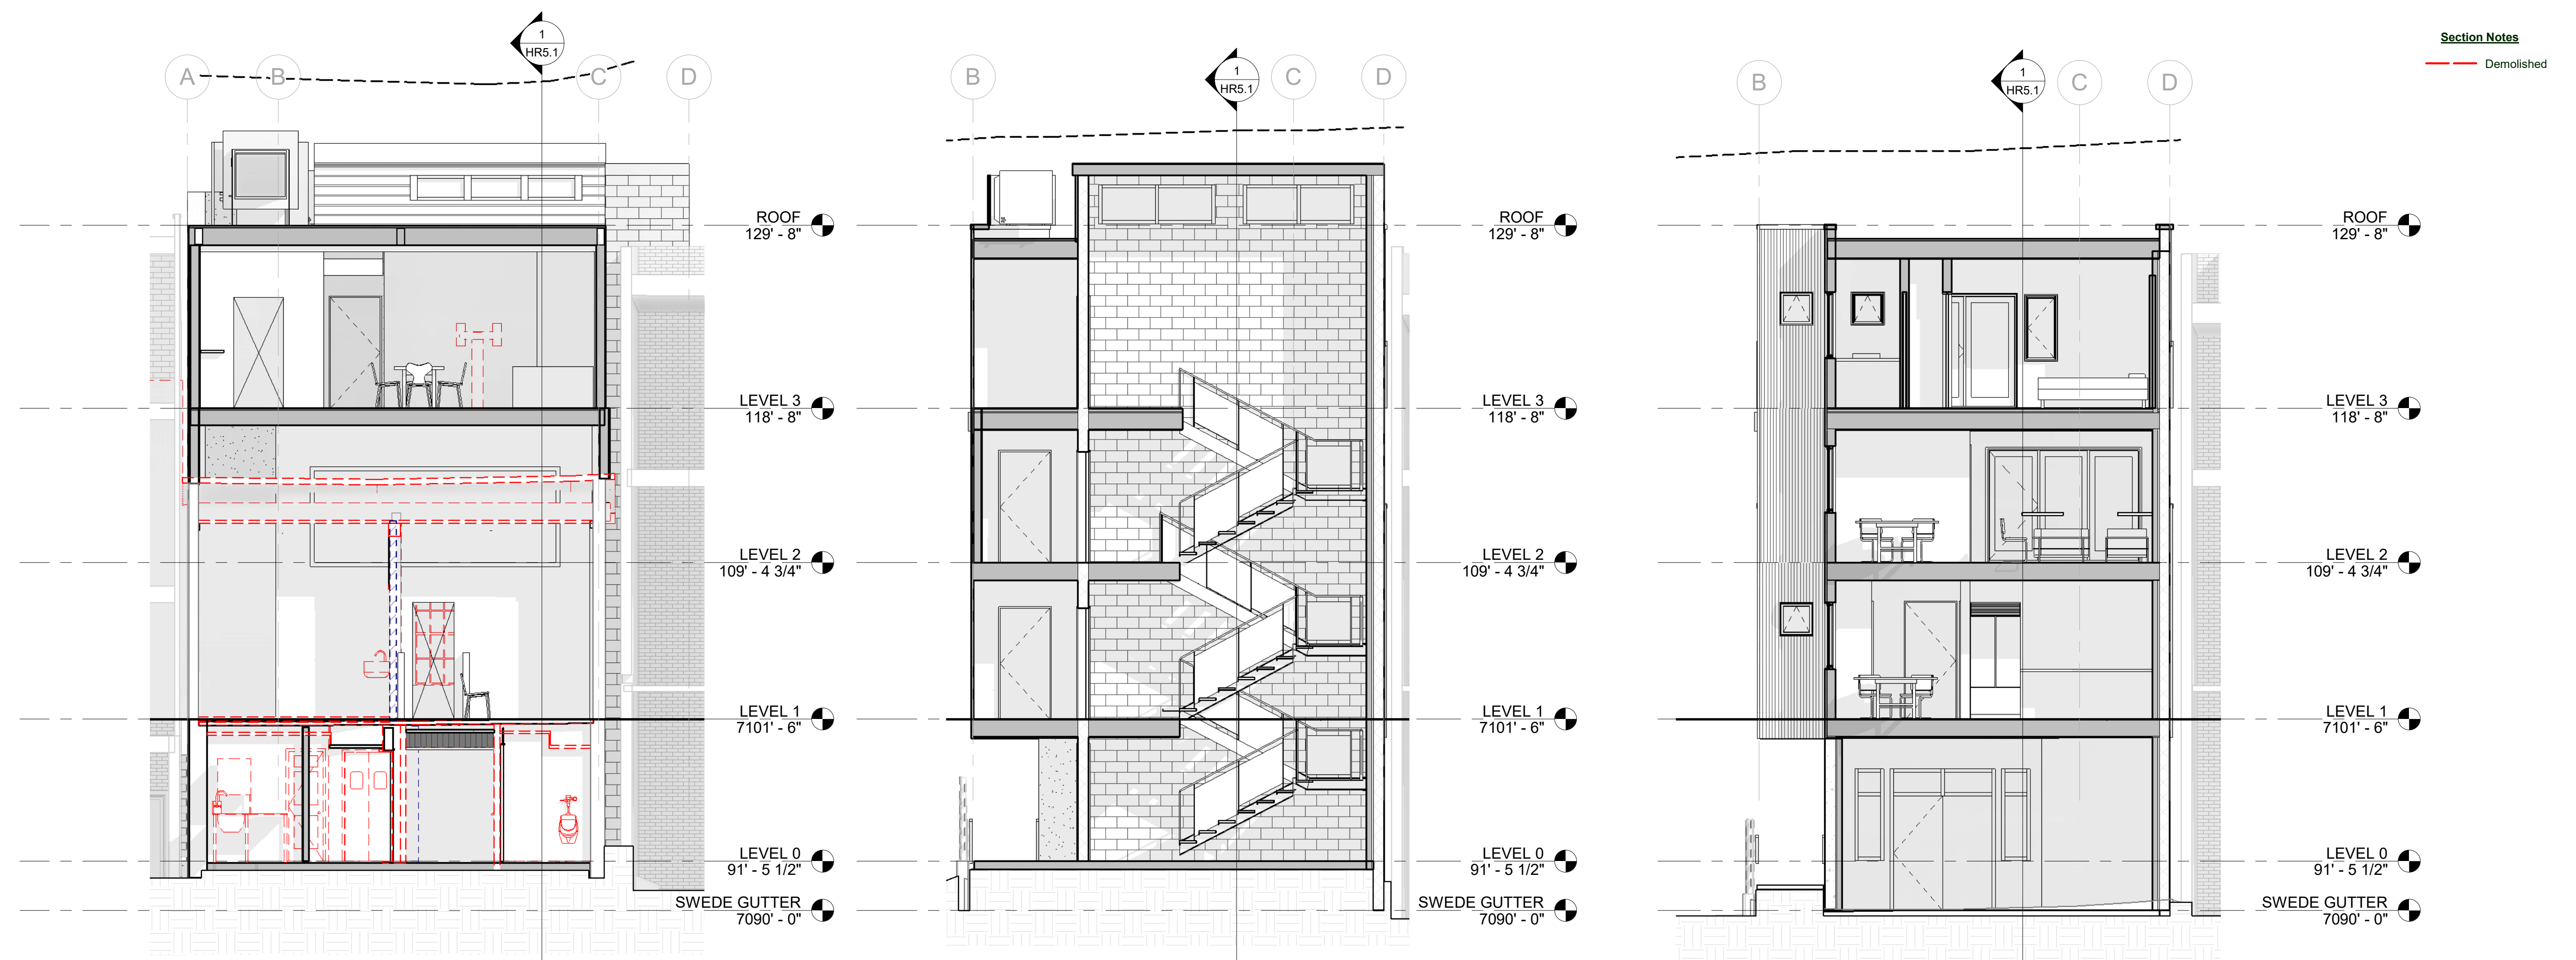 1
HR5.1
A
B
C
D
ROOF
129' - 8"
LEVEL 3
118' - 8"
LEVEL 2
109' - 4 3/4"
LEVEL 1
7101' - 6"
LEVEL 0
91' - 5 1/2"
SWEDE GUTTER
7090' - 0"
1
HR5.1
B
C
D
ROOF
129' - 8"
LEVEL 3
118' - 8"
LEVEL 2
109' - 4 3/4"
LEVEL 1
7101' - 6"
LEVEL 0
91' - 5 1/2"
SWEDE GUTTER
7090' - 0"
1
HR5.1
B
C
D
ROOF
129' - 8"
LEVEL 3
118' - 8"
LEVEL 2
109' - 4 3/4"
LEVEL 1
7101' - 6"
LEVEL 0
91' - 5 1/2"
SWEDE GUTTER
7090' - 0"
Section Notes
Demolished